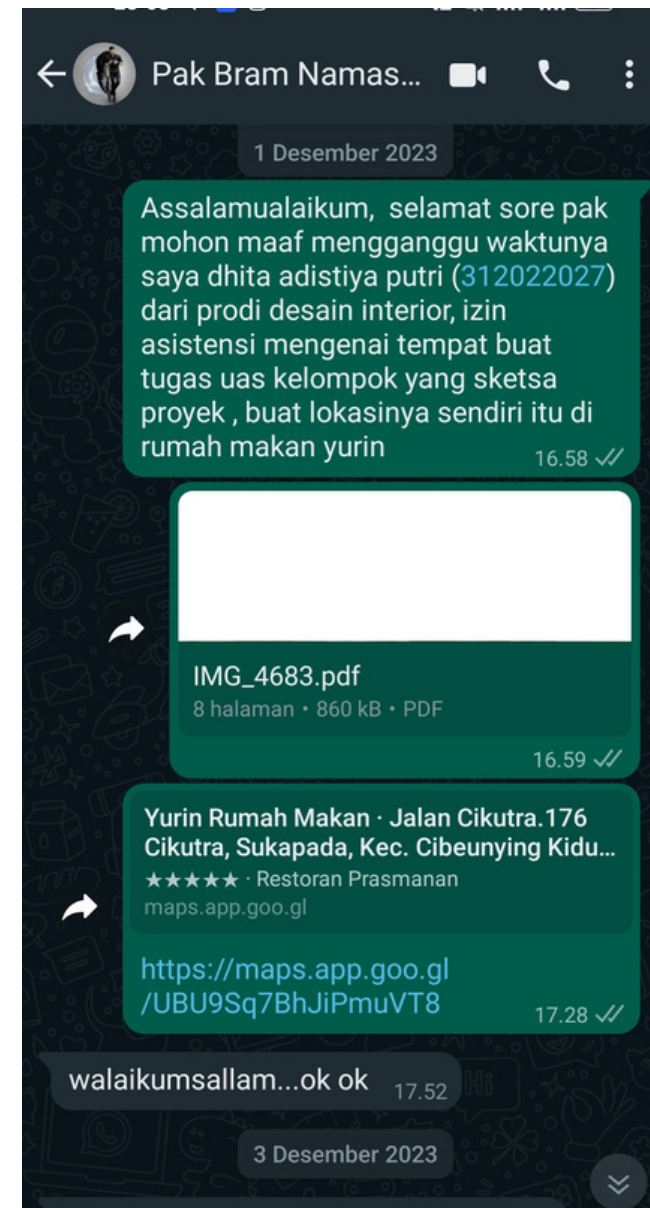 Pak Bram Namas...
1 Desember 2023
Assalamualaikum, selamat sore pak
mohon maaf mengganggu waktunya
saya dhita adistiya putri (312022027)
dari prodi desain interior, izin
asistensi mengenai tempat buat
tugas uas kelompok yang sketsa
proyek , buat lokasinya sendiri itu di
rumah makan yurin
16.58
IMG_4683.pdf
8 halaman • 860 kB • PDF
16.59
Yurin Rumah Makan · Jalan Cikutra.176
Cikutra, Sukapada, Kec. Cibeunying Kidu...
★★★★★ · Restoran Prasmanan
maps.app.goo.gl
https://maps.app.goo.gl
/UBU9Sq7BhJiPmuVT8
17.28
walaikumsallam...ok ok
17.52
3 Desember 2023